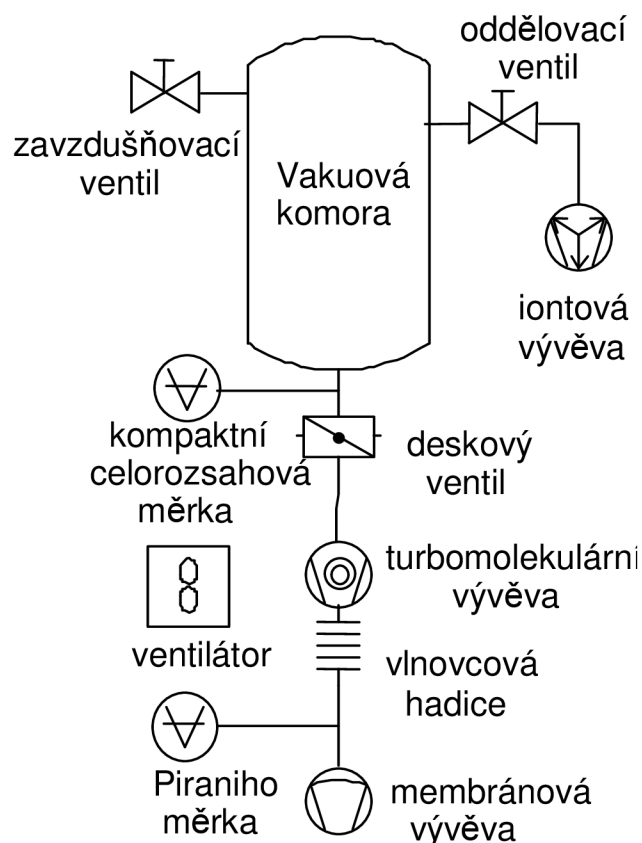 oddělovací
ventil
zavzdušňovací
ventil
Vakuová
komora
iontová
vývěva
kompaktní
celorozsahová
měrka
deskový
ventil
turbomolekulární
vývěva
ventilátor
vlnovcová
hadice
Piraniho
měrka
membránová
vývěva